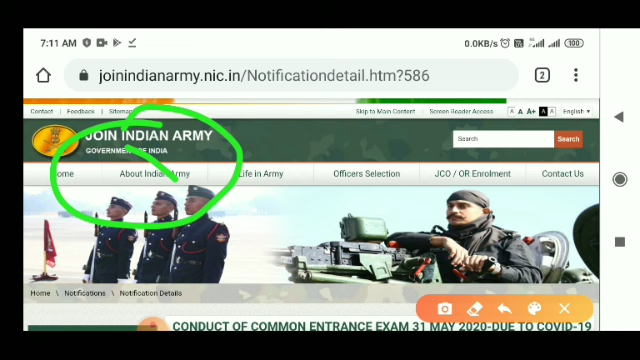 7:11 AM 0.0KB/s 100
joinindianarmy.nic.in/Notificationdetail.htm?586 2
Contact Feedback Sitemap Skip to Main Content Screen Reader Access A A A+ A A English
JOIN INDIAN ARMY
GOVERNMENT OF INDIA
Search Search
Home About Indian Army Life in Army Officers Selection JCO / OR Enrolment Contact Us
Home \ Notifications \ Notification Details
CONDUCT OF COMMON ENTRANCE EXAM 31 MAY 2020-DUE TO COVID-19